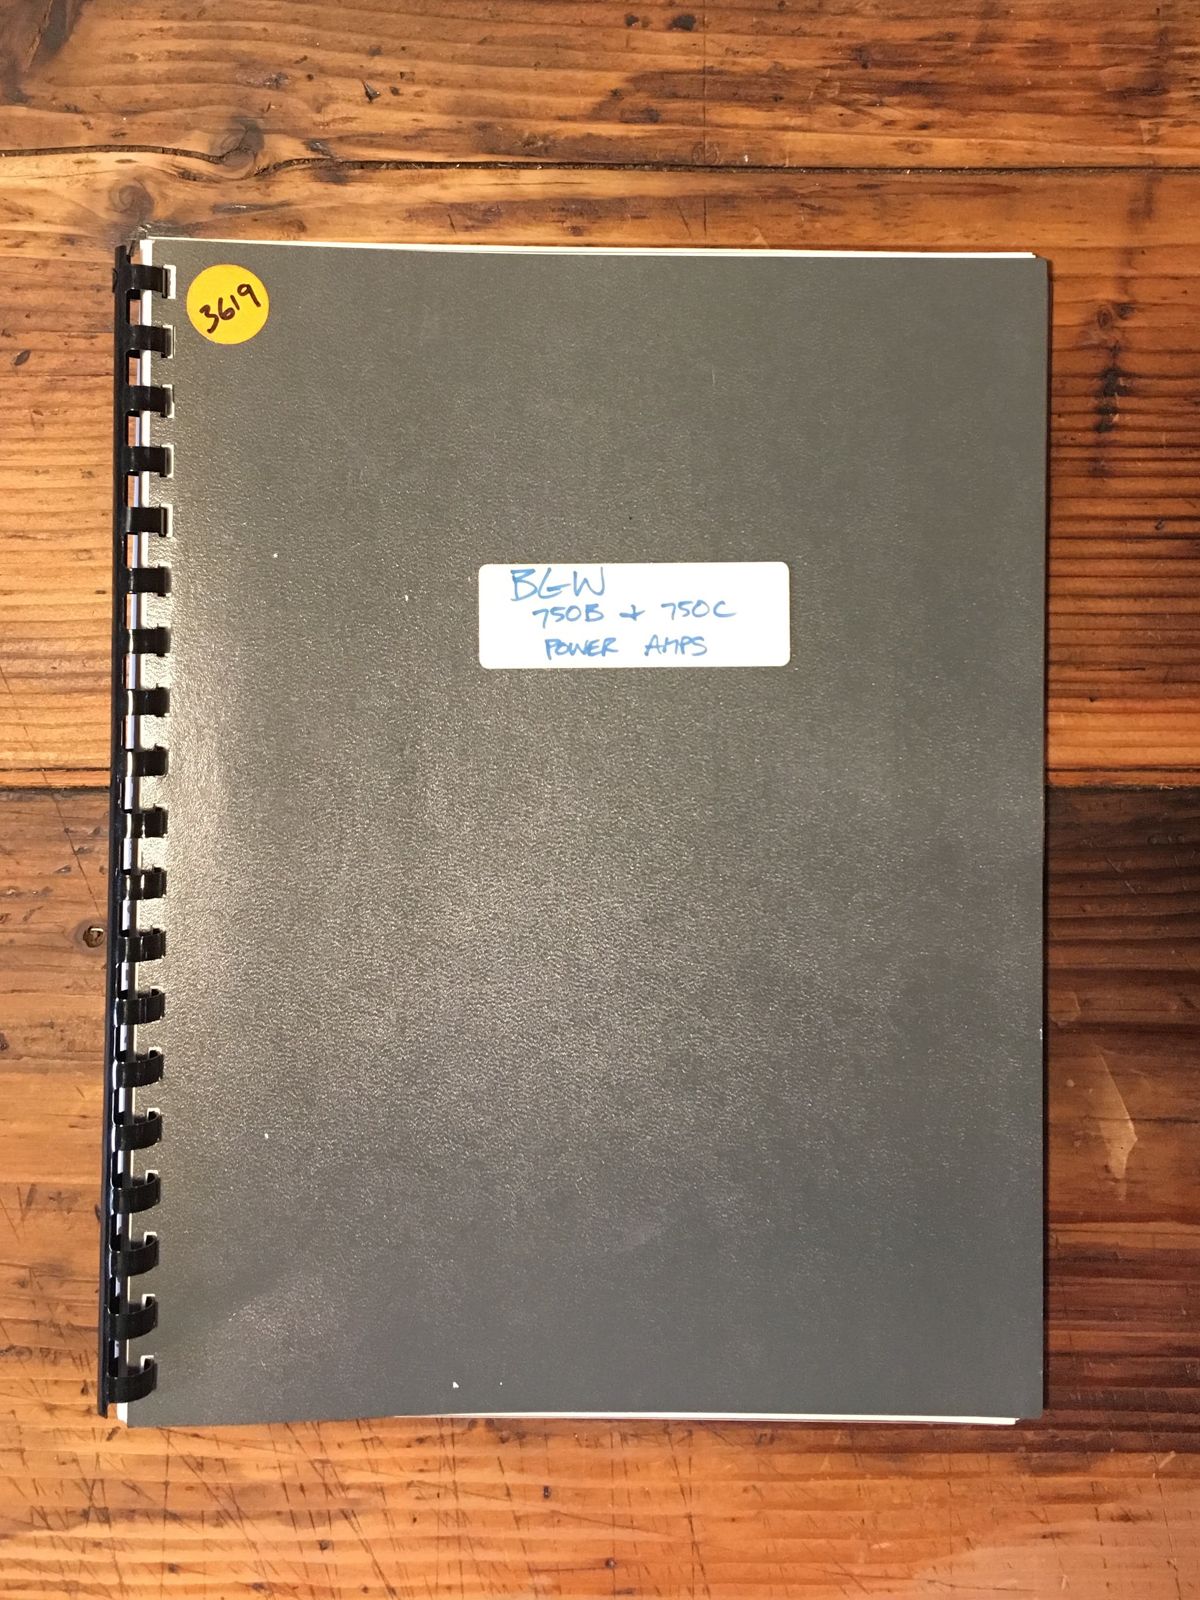 3619
BGW
750B + 750C
POWER AMPS